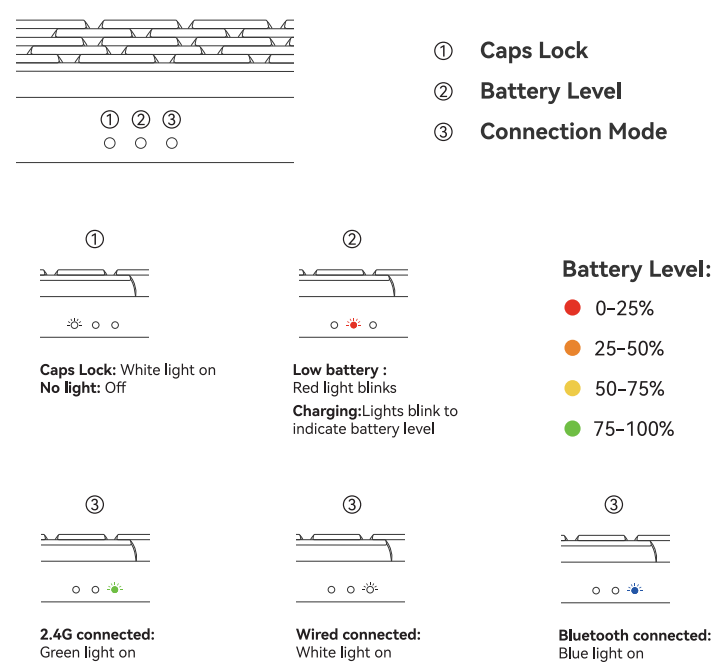 ① Caps Lock
② Battery Level
③ Connection Mode
① ② ③
①
Caps Lock: White light on
No light: Off
②
Low battery :
Red light blinks
Charging:Lights blink to
indicate battery level
Battery Level:
0-25%
25-50%
50-75%
75-100%
③
2.4G connected:
Green light on
③
Wired connected:
White light on
③
Bluetooth connected:
Blue light on